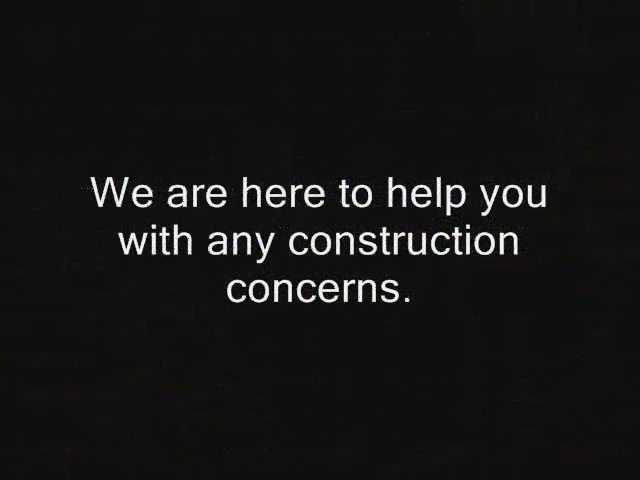 We are here to help you
with any construction
concerns.